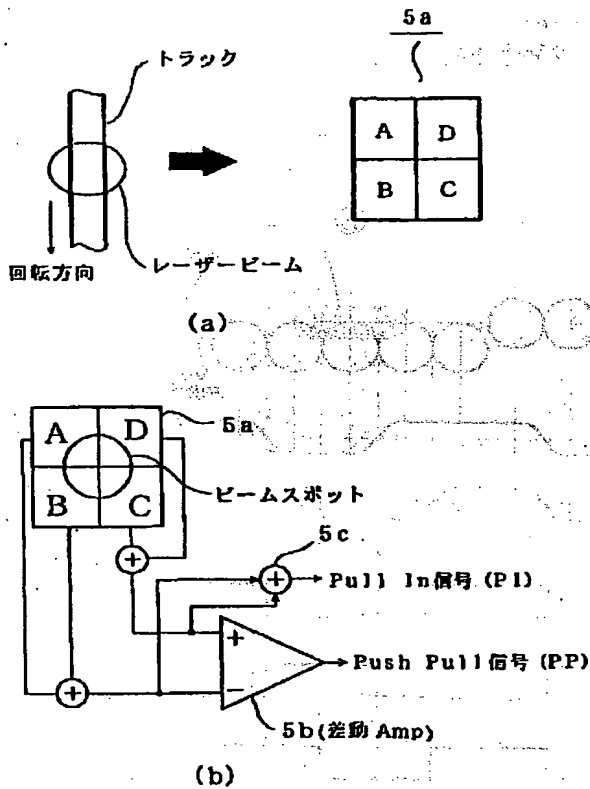 5a
トラック
A D
B C
回転方向
レーザービーム
(a)
A D
B C
5a
ビームスポット
5c
+
+
Pull In信号(PI)
+
Push Pull信号(PP)
−
+
5b(差動Amp)
(b)